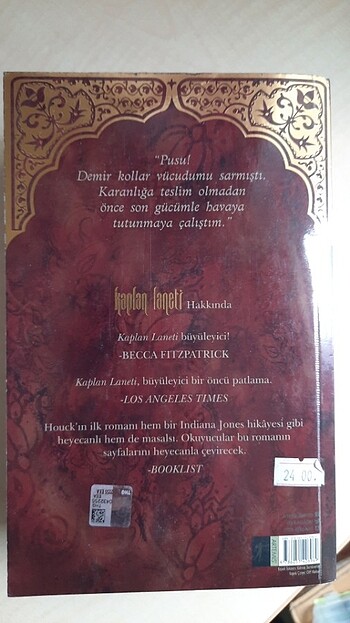 “Pusu!
Demir kollar vücudumu sarmıştı.
Karanlığa teslim olmadan
önce son gücümle havaya
tutunmaya çalıştım.”
Kaplan Laneti Hakkında
Kaplan Laneti büyüleyici!
-BECCA FITZPATRICK
Kaplan Laneti, büyüleyici bir öncü patlama.
-LOS ANGELES TIMES
Houck'ın ilk romanı hem bir Indiana Jones hikâyesi gibi
heyecanlı hem de masalsı. Okuyucular bu romanın
sayfalarını heyecanla çevirecek.
-BOOKLIST
24 00.